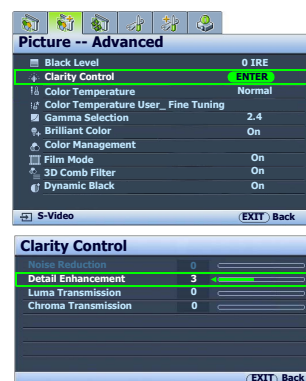 Picture -- Advanced
Black Level 0 IRE
Clarity Control ENTER
Color Temperature Normal
Color Temperature User_ Fine Tuning
Gamma Selection 2.4
Brilliant Color On
Color Management
Film Mode On
3D Comb Filter On
Dynamic Black On
S-Video EXIT Back
Clarity Control
Noise Reduction 0
Detail Enhancement 3
Luma Transmission 0
Chroma Transmission 0
EXIT Back